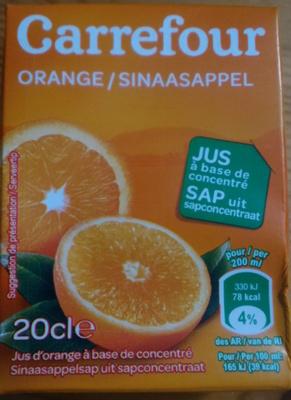 Carrefour
ORANGE / SINAASAPPEL
JUS
à base de
concentré
SAP uit
sapconcentraat
Suggestion de présentation / Serveertip
pour / per
200 ml
330 kJ
78 kcal
4%
des AR / van de RI
Pour / Per 100 ml:
165 kJ (39 kcal)
20cl℮
Jus d'orange à base de concentré
Sinaasappelsap uit sapconcentraat